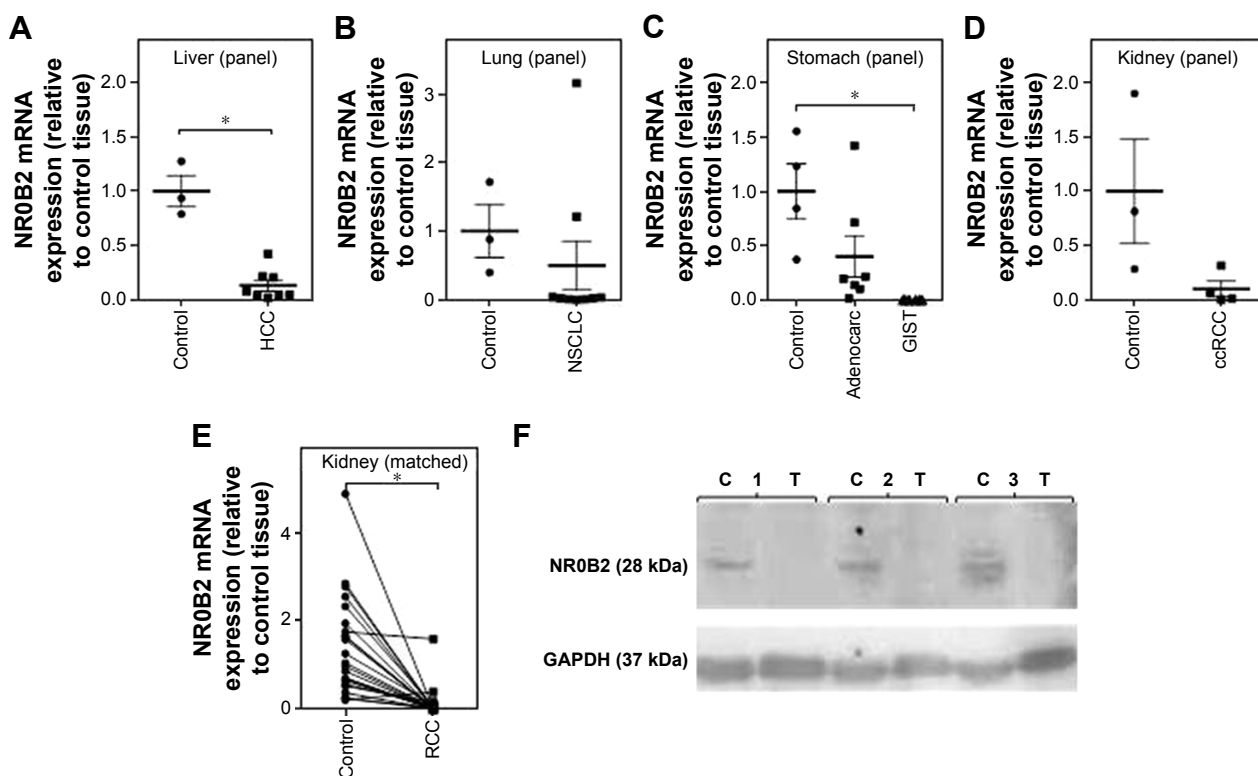 A
NR0B2 mRNA
expression (relative
to control tissue)
Liver (panel)
2.0
1.5
1.0
0.5
0.0
*
Control
HCC
B
NR0B2 mRNA
expression (relative
to control tissue)
Lung (panel)
3
2
1
0
Control
NSCLC
C
NR0B2 mRNA
expression (relative
to control tissue)
Stomach (panel)
2.0
1.5
1.0
0.5
0.0
*
Control
Adenocarc
GIST
D
NR0B2 mRNA
expression (relative
to control tissue)
Kidney (panel)
2.0
1.5
1.0
0.5
0.0
Control
ccRCC
E
NR0B2 mRNA
expression (relative
to control tissue)
Kidney (matched)
4
2
0
*
Control
RCC
F
C 1 T C 2 T C 3 T
NR0B2 (28 kDa)
GAPDH (37 kDa)